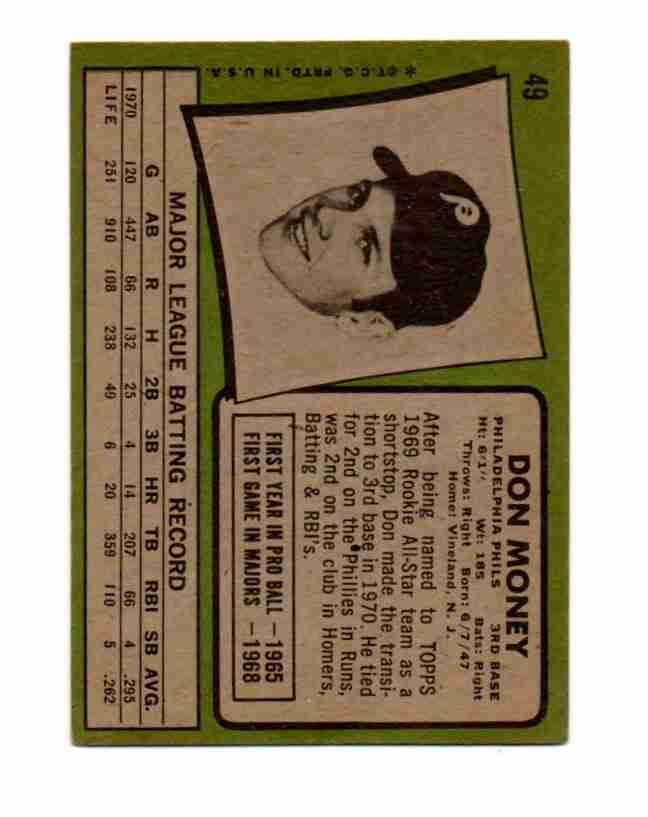 49
DON MONEY
PHILADELPHIA PHILS 3RD BASE
Ht: 6'1" Wt: 185 Bats: Right
Throws: Right Born: 6/7/47
Home: Vineland, N. J.
After being named to TOPPS
1969 Rookie All-Star team as a
shortstop, Don made the transi-
tion to 3rd base in 1970. He tied
for 2nd on the Phillies in Runs,
was 2nd on the club in Homers,
Batting & RBI's.
FIRST YEAR IN PRO BALL — 1965
FIRST GAME IN MAJORS — 1968
P
MAJOR LEAGUE BATTING RECORD
G AB R H 2B 3B HR TB RBI SB AVG.
1970 120 447 66 132 25 4 14 207 66 4 .295
LIFE 251 910 108 238 49 6 20 359 110 5 .262
*©T.C.G. PRTD. IN U.S.A.